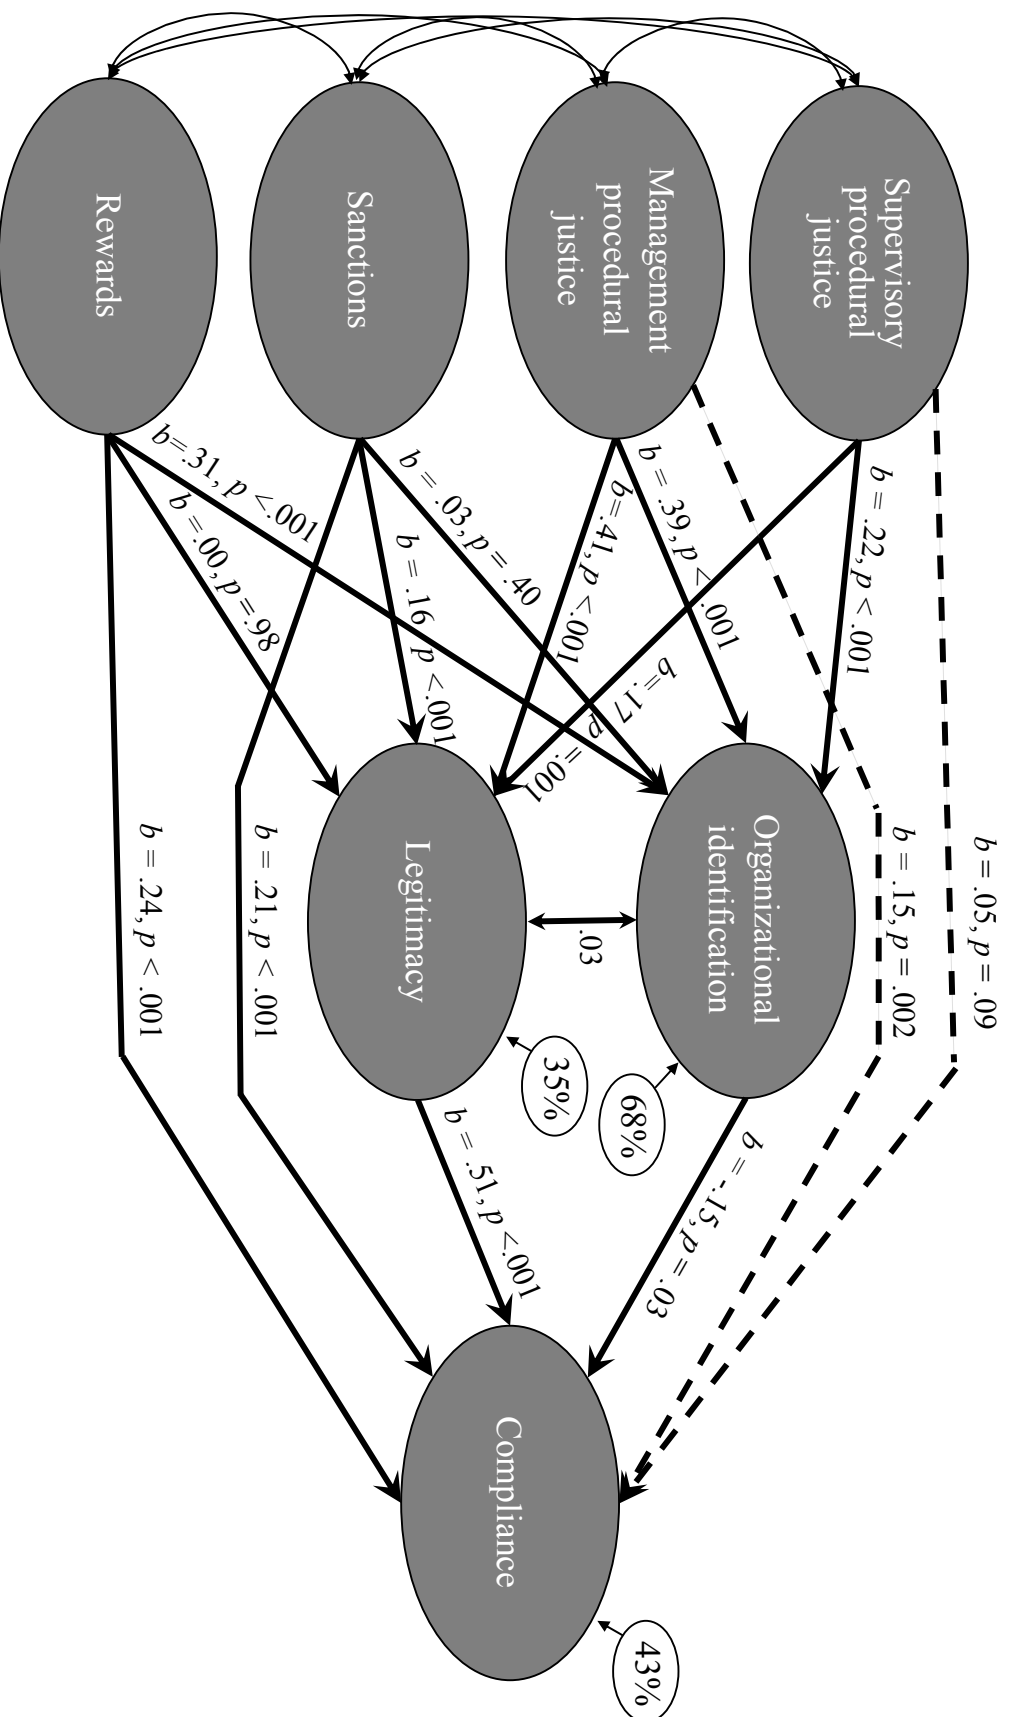 Supervisory
procedural
justice
Management
procedural
justice
Sanctions
Rewards
b = .05, p = .09
b = .15, p = .002
b = .22, p < .001
b = .39, p < .001
b=.17 p =.001
b=.41, p <.001
b = .03, p = .40
b = .16 p <.001
b=.31, p <.001
b =.00, p =.98
b = .21, p < .001
b = .24, p < .001
Organizational
identification
.03
Legitimacy
68%
35%
b = -.15, p = .03
b = .51, p <.001
Compliance
43%